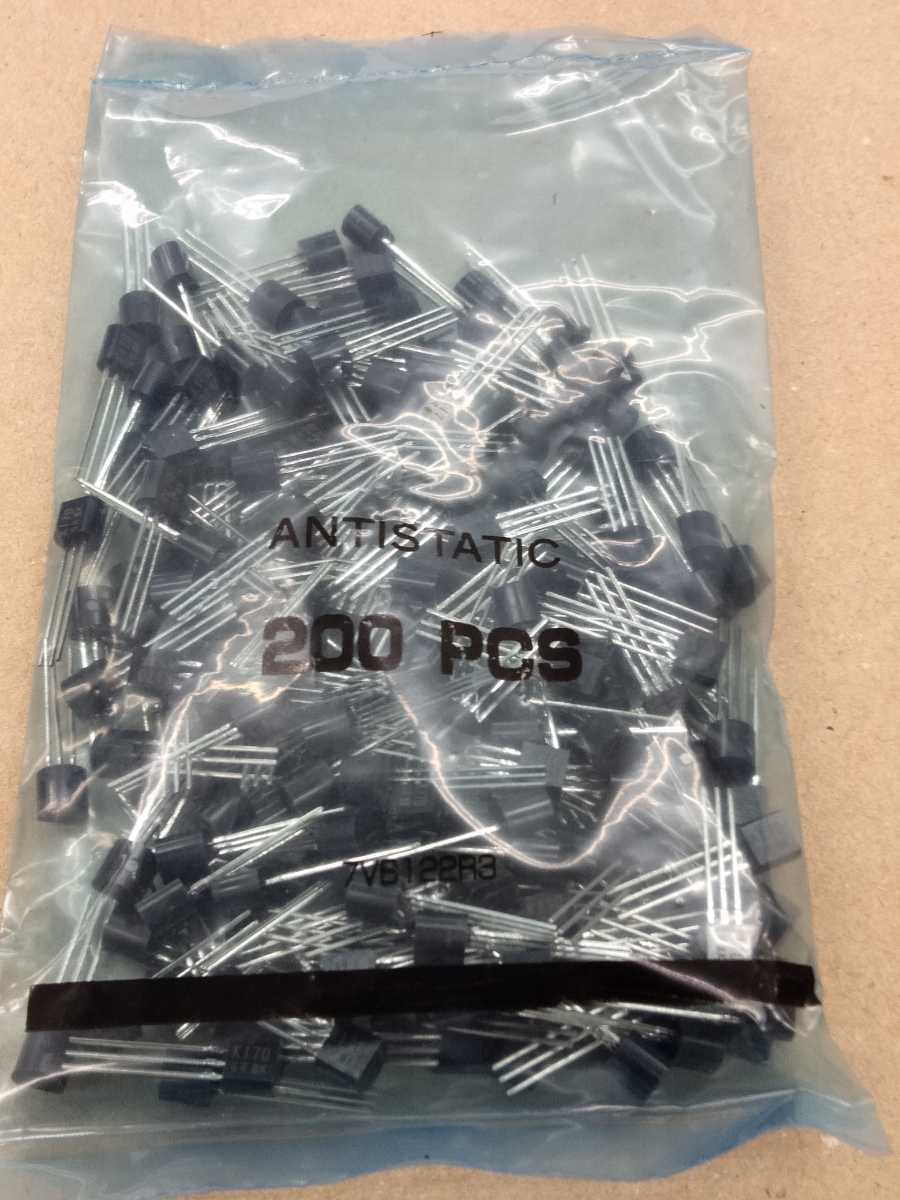 ANTISTATIC
200 PCS
7V6122R3
K170